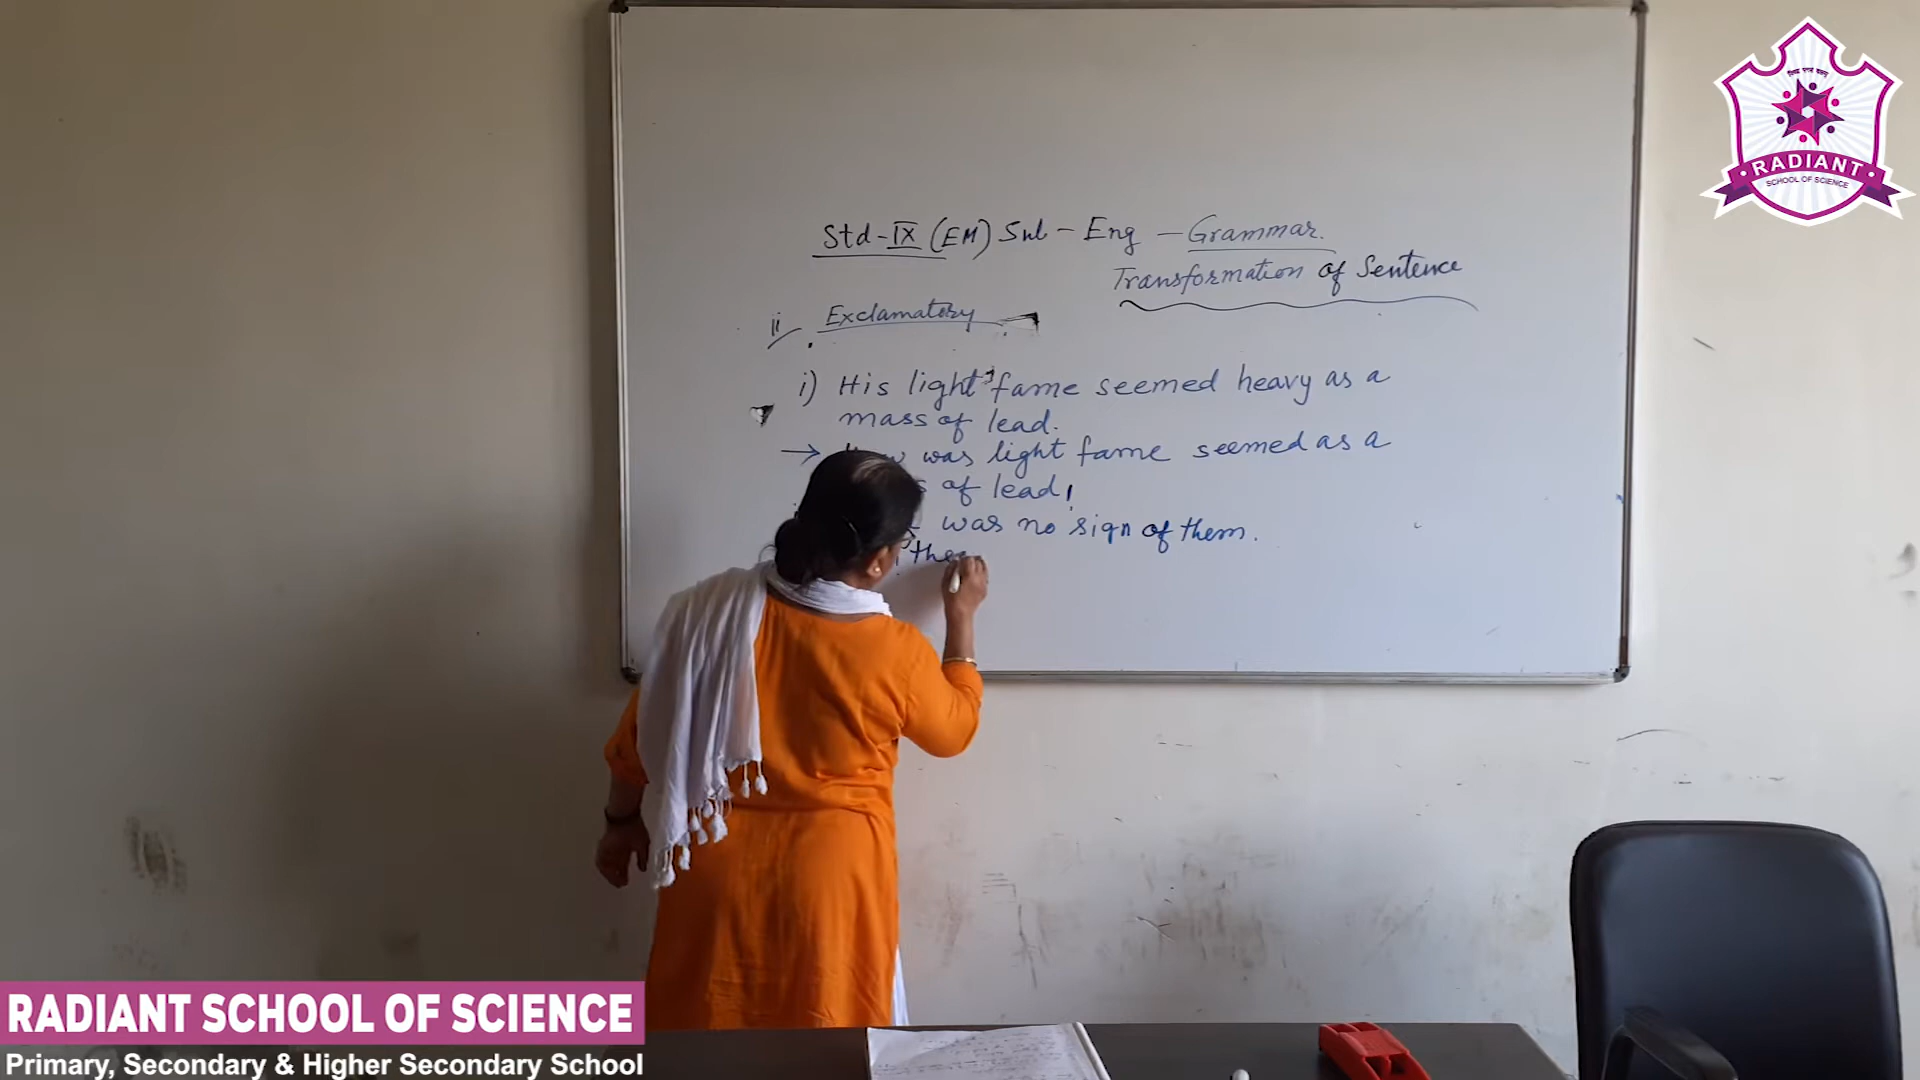 Std-IX (EM) Sub - Eng - Grammar.
Transformation of Sentence
ii Exclamatory
i) His light fame seemed heavy as a
mass of lead.
→ was light fame seemed as a
of lead!
was no sign of them.
RADIANT
SCHOOL OF SCIENCE
RADIANT SCHOOL OF SCIENCE
Primary, Secondary & Higher Secondary School